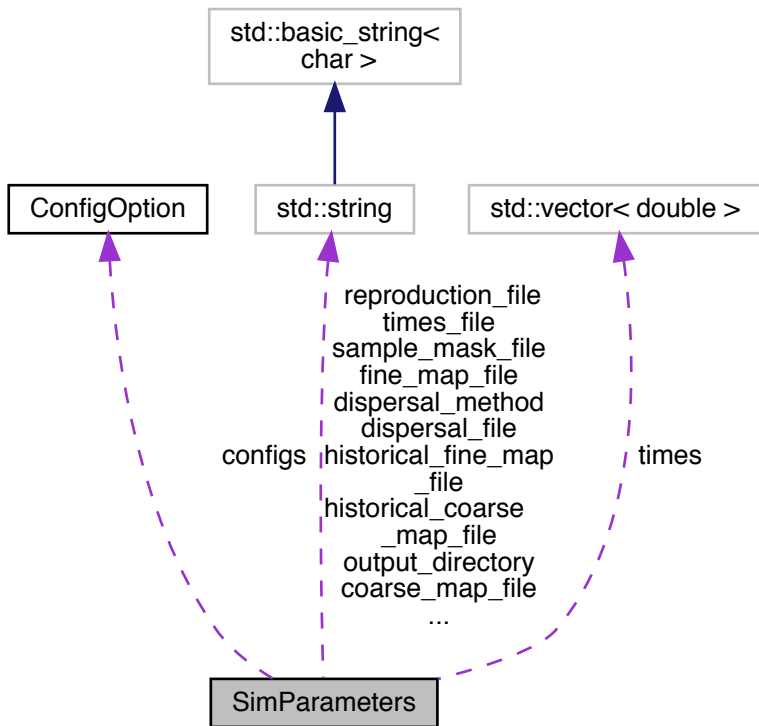 std::basic_string<
char >
ConfigOption
std::string
std::vector< double >
reproduction_file
times_file
sample_mask_file
fine_map_file
dispersal_method
dispersal_file
configs
historical_fine_map
_file
historical_coarse
_map_file
output_directory
coarse_map_file
...
times
SimParameters